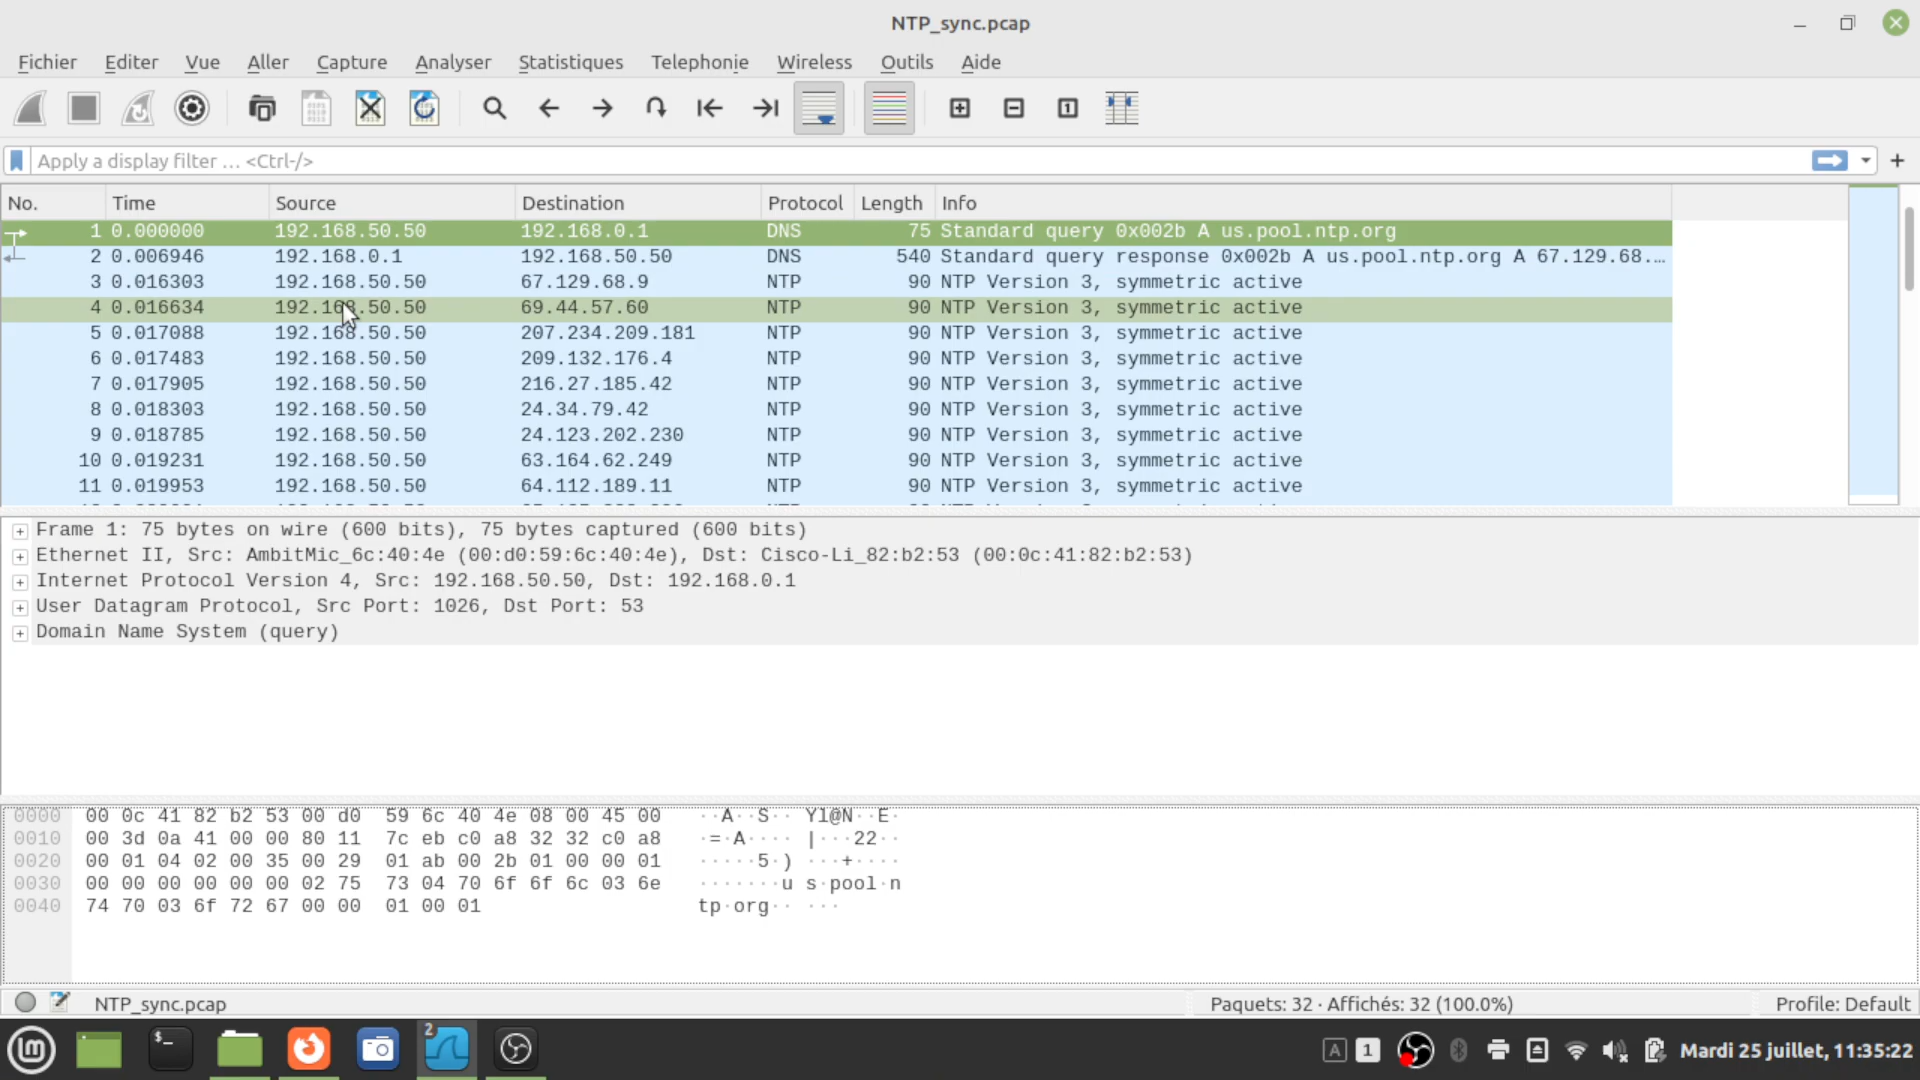 NTP_sync.pcap
Fichier Editer Vue Aller Capture Analyser Statistiques Telephonie Wireless Outils Aide
Apply a display filter … <Ctrl-/>
No. Time Source Destination Protocol Length Info
1 0.000000 192.168.50.50 192.168.0.1 DNS 75 Standard query 0x002b A us.pool.ntp.org
2 0.006946 192.168.0.1 192.168.50.50 DNS 540 Standard query response 0x002b A us.pool.ntp.org A 67.129.68.…
3 0.016303 192.168.50.50 67.129.68.9 NTP 90 NTP Version 3, symmetric active
4 0.016634 192.168.50.50 69.44.57.60 NTP 90 NTP Version 3, symmetric active
5 0.017088 192.168.50.50 207.234.209.181 NTP 90 NTP Version 3, symmetric active
6 0.017483 192.168.50.50 209.132.176.4 NTP 90 NTP Version 3, symmetric active
7 0.017905 192.168.50.50 216.27.185.42 NTP 90 NTP Version 3, symmetric active
8 0.018303 192.168.50.50 24.34.79.42 NTP 90 NTP Version 3, symmetric active
9 0.018785 192.168.50.50 24.123.202.230 NTP 90 NTP Version 3, symmetric active
10 0.019231 192.168.50.50 63.164.62.249 NTP 90 NTP Version 3, symmetric active
11 0.019953 192.168.50.50 64.112.189.11 NTP 90 NTP Version 3, symmetric active
Frame 1: 75 bytes on wire (600 bits), 75 bytes captured (600 bits)
Ethernet II, Src: AmbitMic_6c:40:4e (00:d0:59:6c:40:4e), Dst: Cisco-Li_82:b2:53 (00:0c:41:82:b2:53)
Internet Protocol Version 4, Src: 192.168.50.50, Dst: 192.168.0.1
User Datagram Protocol, Src Port: 1026, Dst Port: 53
Domain Name System (query)
0000 00 0c 41 82 b2 53 00 d0 59 6c 40 4e 08 00 45 00 ··A··S·· Yl@N··E·
0010 00 3d 0a 41 00 00 80 11 7c eb c0 a8 32 32 c0 a8 ·=·A···· |···22··
0020 00 01 04 02 00 35 00 29 01 ab 00 2b 01 00 00 01 ·····5·) ···+····
0030 00 00 00 00 00 00 02 75 73 04 70 6f 6f 6c 03 6e ·······u s·pool·n
0040 74 70 03 6f 72 67 00 00 01 00 01 tp·org·· ···
NTP_sync.pcap Paquets: 32 · Affichés: 32 (100.0%) Profile: Default
2 A 1 Mardi 25 juillet, 11:35:22